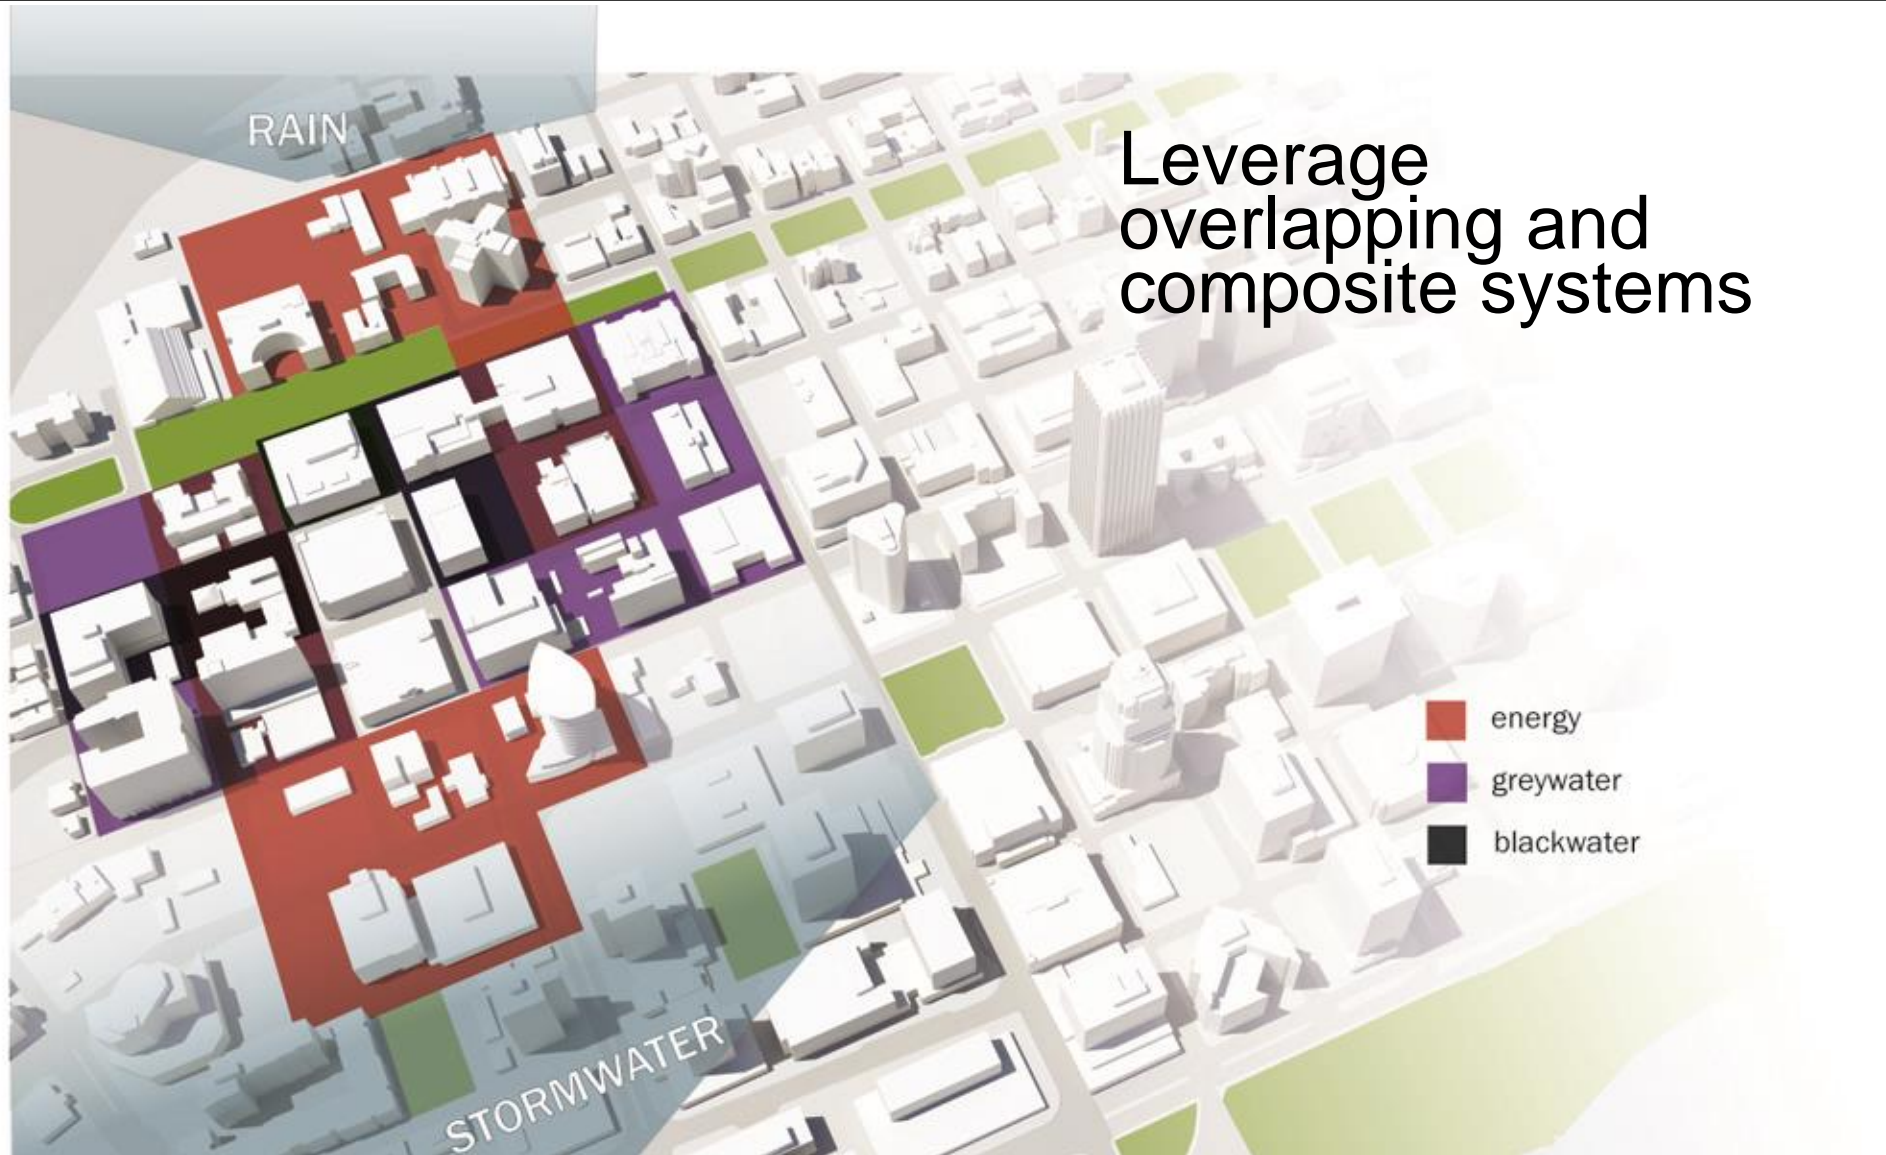 RAIN
Leverage
overlapping and
composite systems
energy
greywater
blackwater
STORMWATER